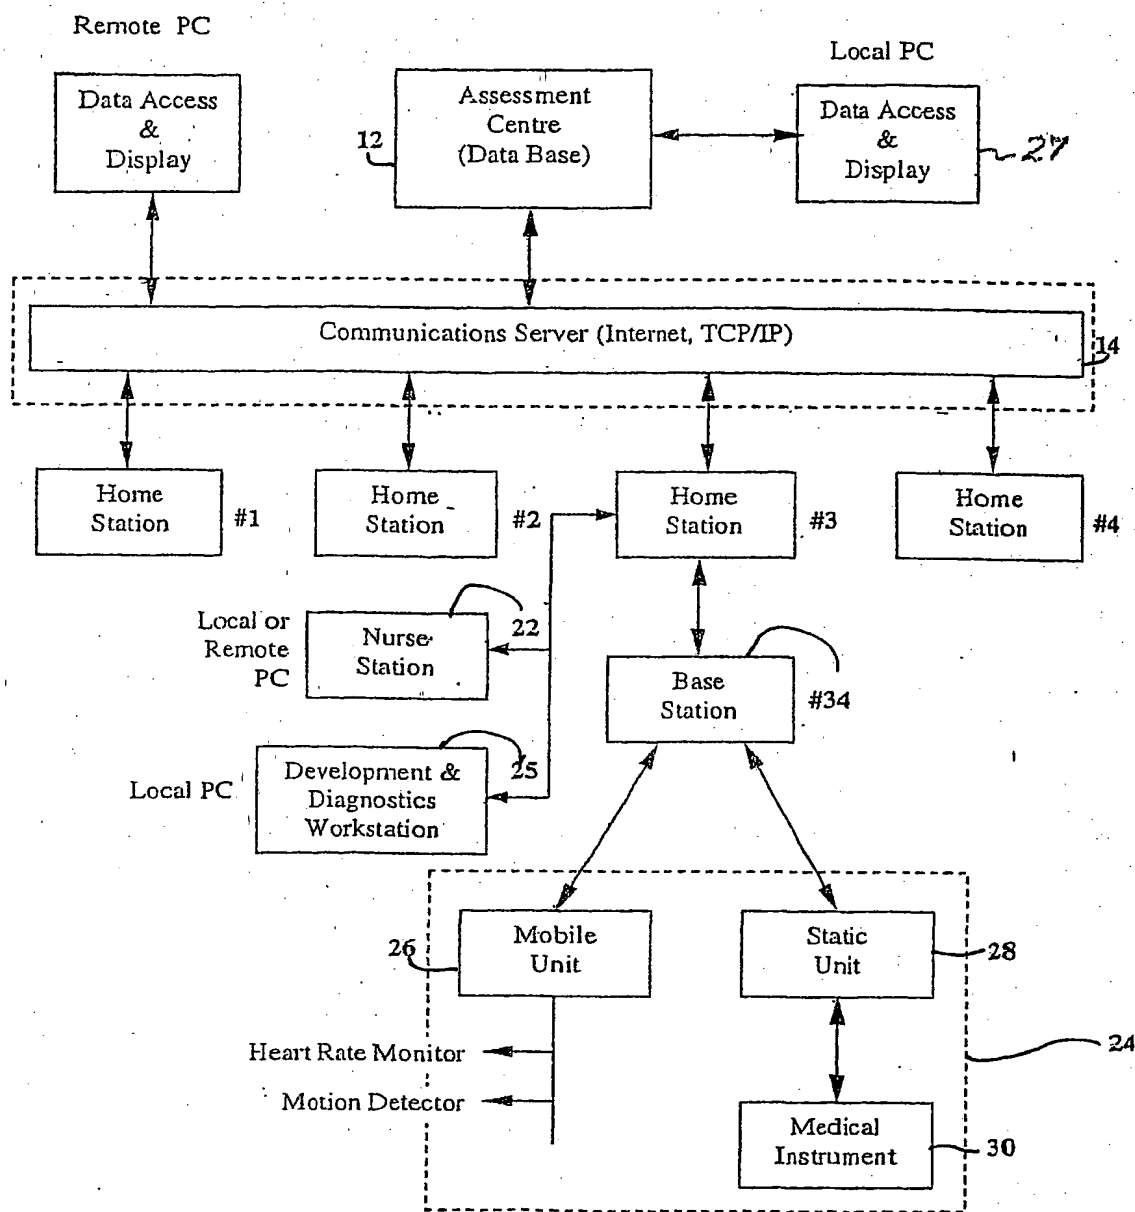 Remote PC
Local PC
Data Access
&
Display
Assessment
Centre
(Data Base)
12
Data Access
&
Display
27
Communications Server (Internet, TCP/IP)
14
Home
Station
#1
Home
Station
#2
Home
Station
#3
Home
Station
#4
Local or
Remote
PC
Nurse
Station
22
Base
Station
#34
Local PC
Development &
Diagnostics
Workstation
25
26
Mobile
Unit
Static
Unit
28
Heart Rate Monitor
24
Motion Detector
Medical
Instrument
30